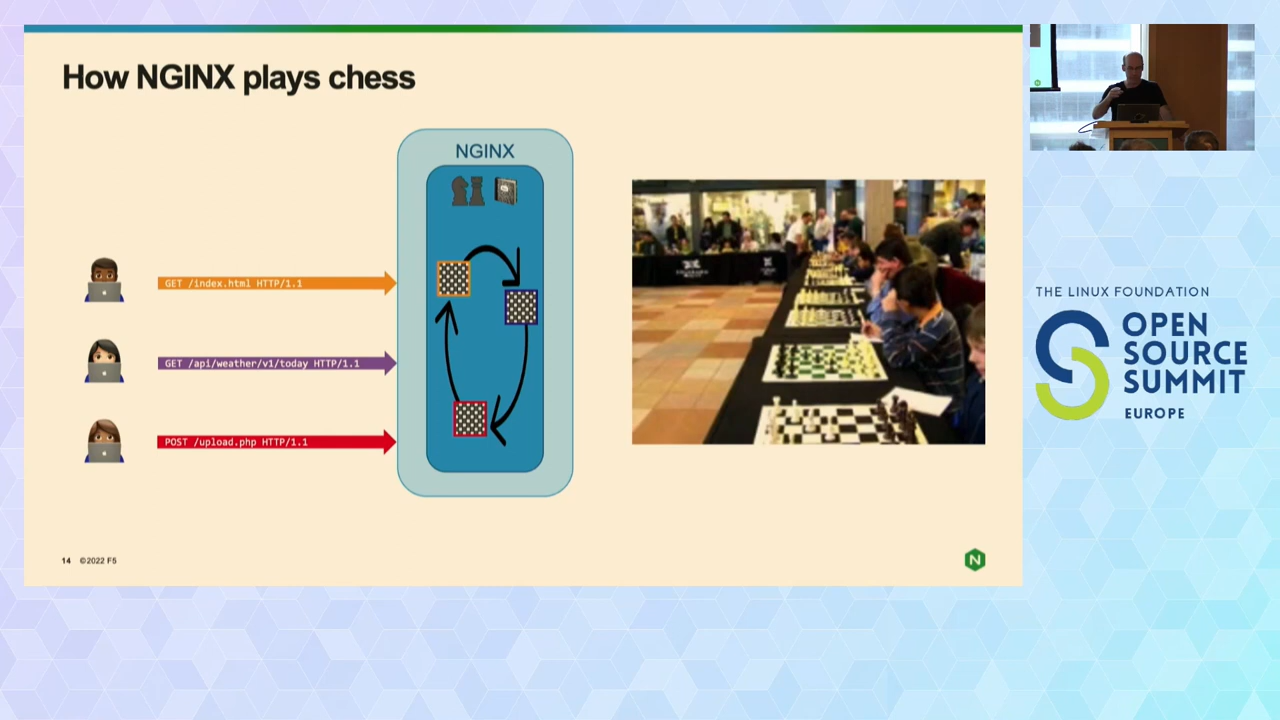 How NGINX plays chess
NGINX
GET /index.html HTTP/1.1
GET /api/weather/v1/today HTTP/1.1
POST /upload.php HTTP/1.1
14 ©2022 F5
N
THE LINUX FOUNDATION
OPEN
SOURCE
SUMMIT
EUROPE